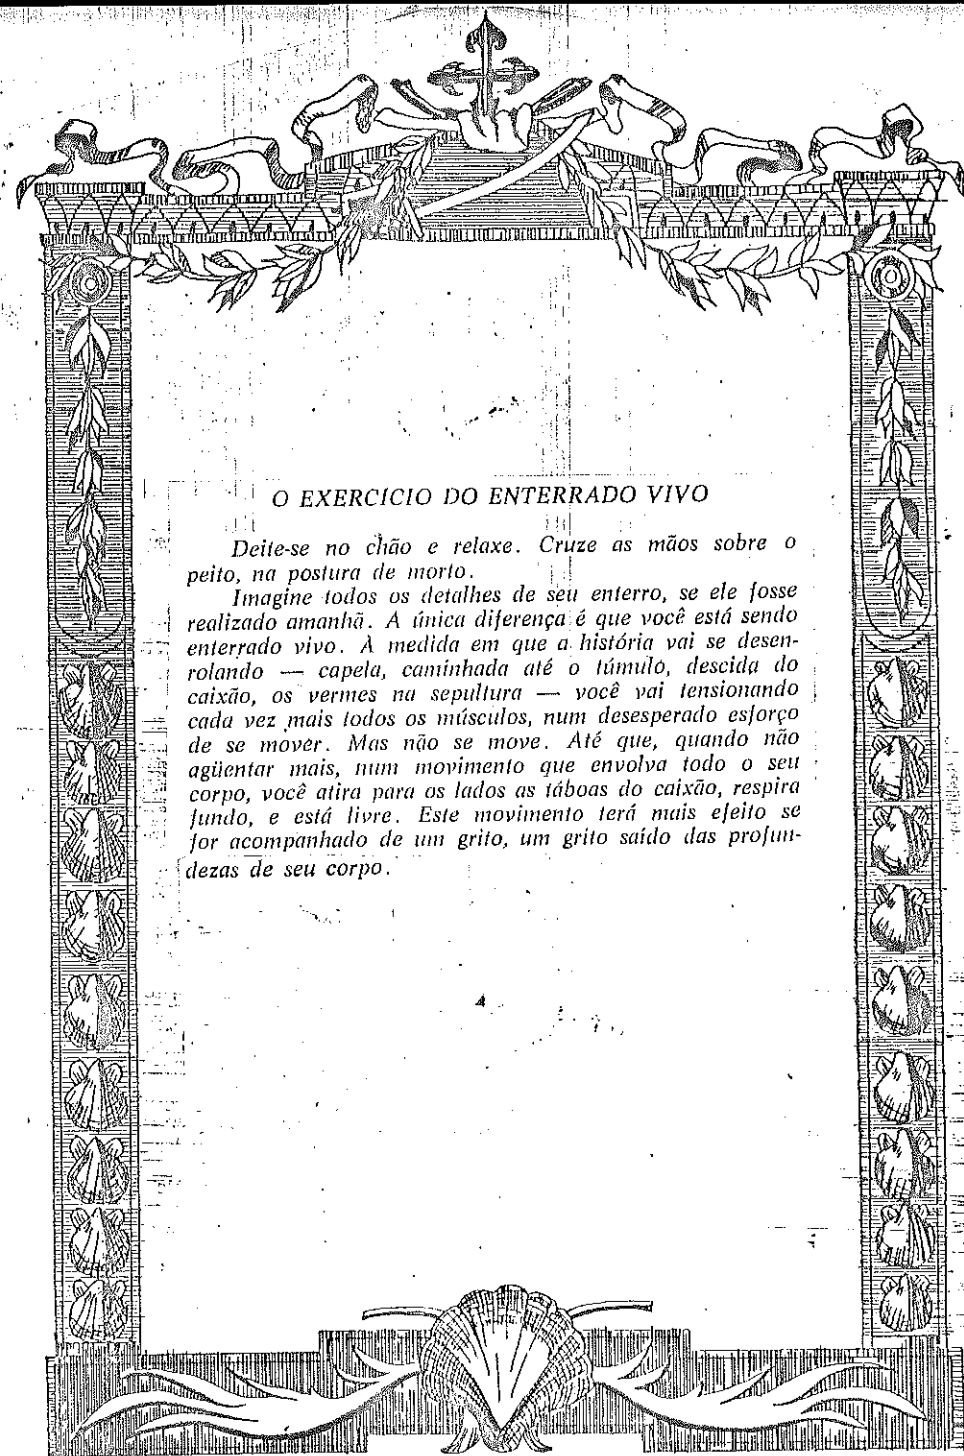 O EXERCÍCIO DO ENTERRADO VIVO
Deite-se no chão e relaxe. Cruze as mãos sobre o
peito, na postura de morto.
Imagine todos os detalhes de seu enterro, se ele fosse
realizado amanhã. A única diferença é que você está sendo
enterrado vivo. À medida em que a história vai se desen-
rolando — capela, caminhada até o túmulo, descida do
caixão, os vermes na sepultura — você vai tensionando
cada vez mais todos os músculos, num desesperado esforço
de se mover. Mas não se move. Até que, quando não
agüentar mais, num movimento que envolva todo o seu
corpo, você atira para os lados as tábuas do caixão, respira
fundo, e está livre. Este movimento terá mais efeito se
for acompanhado de um grito, um grito saído das profun-
dezas de seu corpo.